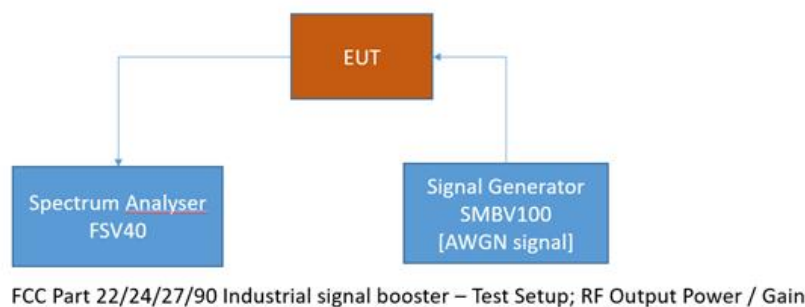 EUT
Spectrum Analyser
FSV40
Signal Generator
SMBV100
[AWGN signal]
FCC Part 22/24/27/90 Industrial signal booster – Test Setup; RF Output Power / Gain